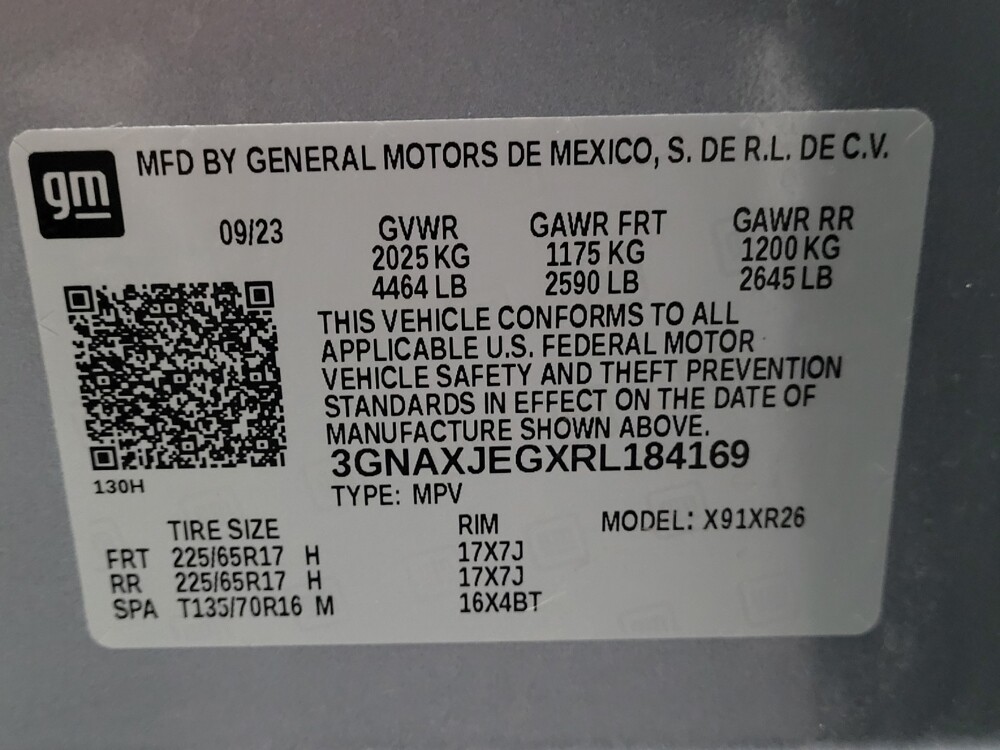 gm
MFD BY GENERAL MOTORS DE MEXICO, S. DE R.L. DE C.V.
09/23 GVWR GAWR FRT GAWR RR
2025 KG 1175 KG 1200 KG
4464 LB 2590 LB 2645 LB
THIS VEHICLE CONFORMS TO ALL
APPLICABLE U.S. FEDERAL MOTOR
VEHICLE SAFETY AND THEFT PREVENTION
STANDARDS IN EFFECT ON THE DATE OF
MANUFACTURE SHOWN ABOVE.
3GNAXJEGXRL184169
130H
TYPE: MPV
TIRE SIZE RIM MODEL: X91XR26
FRT 225/65R17 H 17X7J
RR 225/65R17 H 17X7J
SPA T135/70R16 M 16X4BT